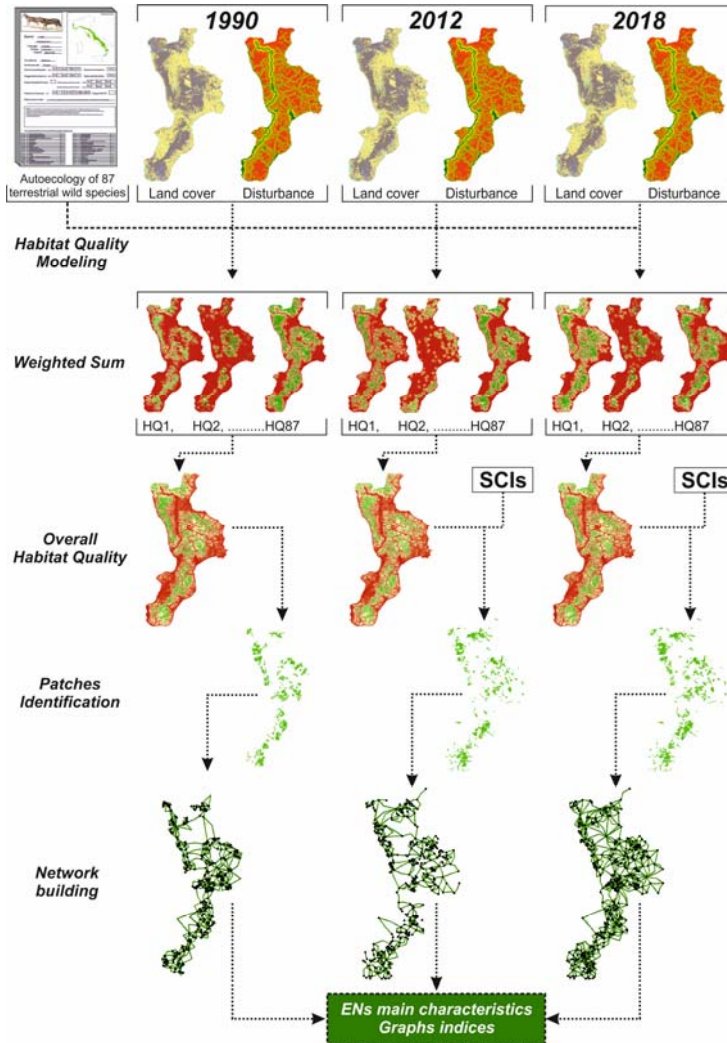 1990
2012
2018
Autoecology of 87
terrestrial wild species
Land cover
Disturbance
Land cover
Disturbance
Land cover
Disturbance
Habitat Quality
Modeling
Weighted Sum
HQ1, HQ2, .........HQ87
HQ1, HQ2, .........HQ87
HQ1, HQ2, .........HQ87
SCIs
SCIs
Overall
Habitat Quality
Patches
Identification
Network
building
ENs main characteristics
Graphs indices